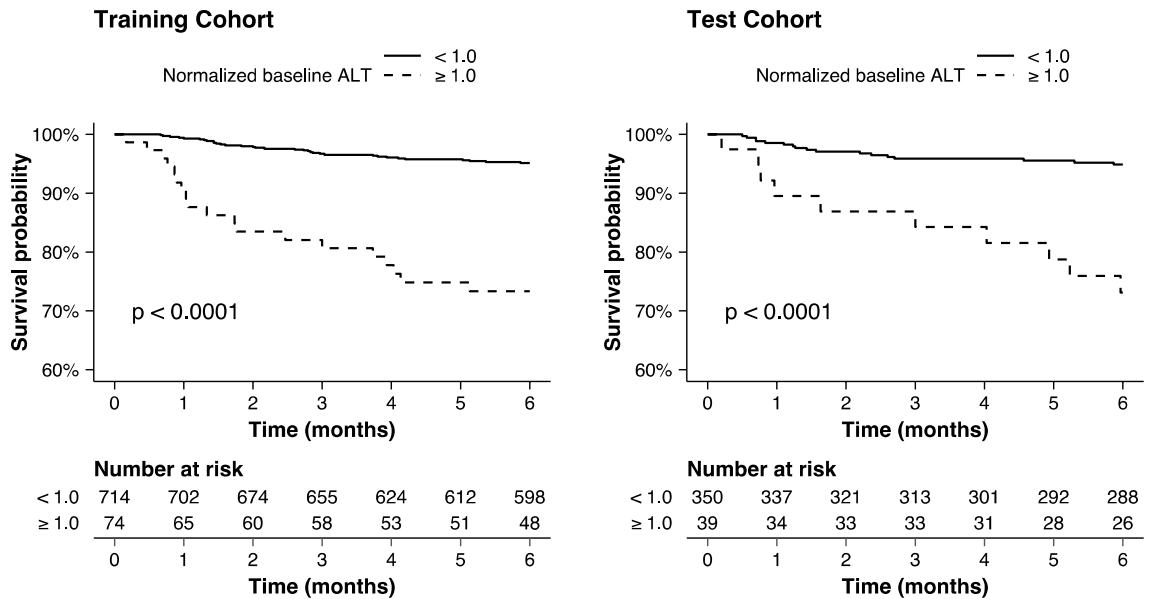 Training Cohort
Normalized baseline ALT < 1.0
≥ 1.0
Survival probability
100%
90%
80%
70%
60%
p < 0.0001
0 1 2 3 4 5 6
Time (months)
Number at risk
< 1.0 714 702 674 655 624 612 598
≥ 1.0 74 65 60 58 53 51 48
0 1 2 3 4 5 6
Time (months)
Test Cohort
Normalized baseline ALT < 1.0
≥ 1.0
Survival probability
100%
90%
80%
70%
60%
p < 0.0001
0 1 2 3 4 5 6
Time (months)
Number at risk
< 1.0 350 337 321 313 301 292 288
≥ 1.0 39 34 33 33 31 28 26
0 1 2 3 4 5 6
Time (months)